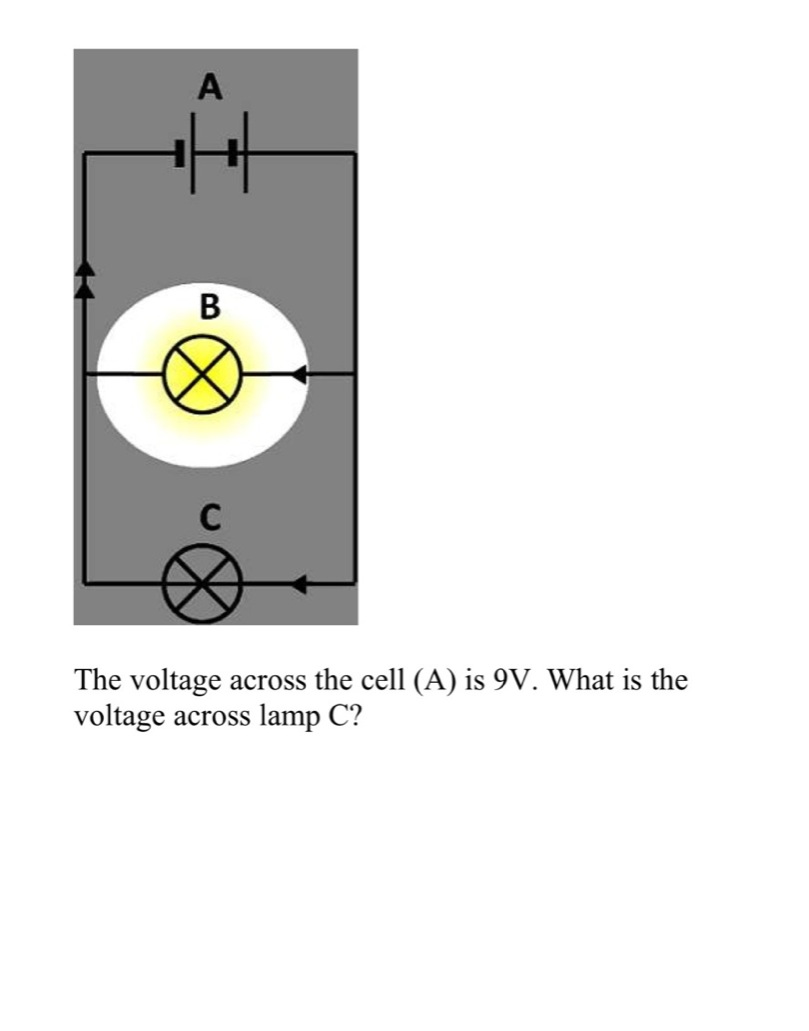 A
B
C
The voltage across the cell (A) is 9V. What is the
voltage across lamp C?